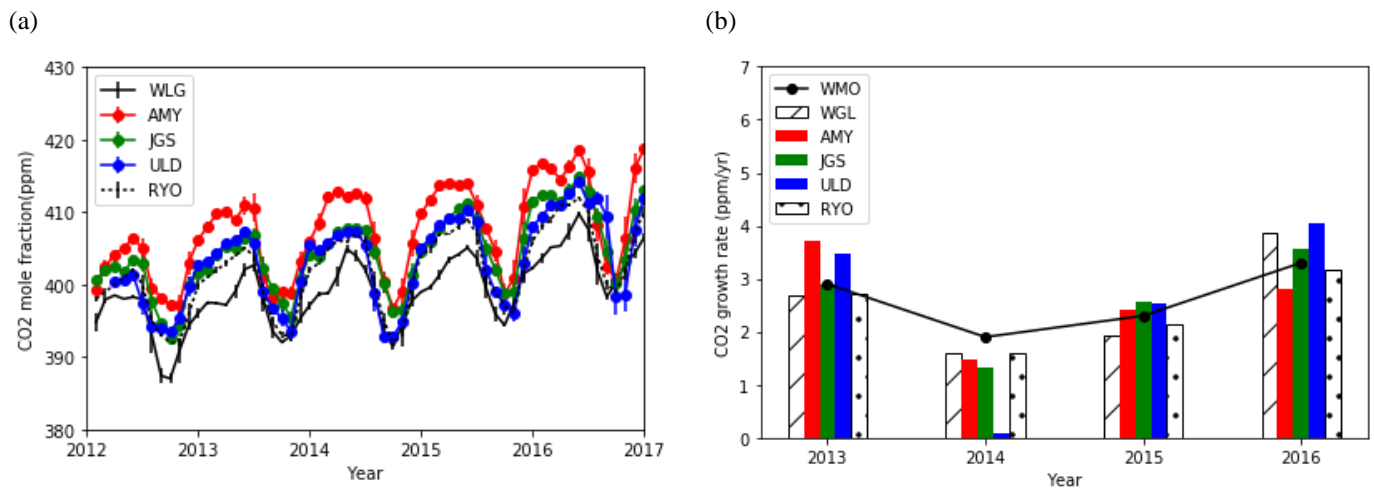 (a)
(b)
CO2 mole fraction(ppm)
430
420
410
400
390
380
WLG
AMY
JGS
ULD
RYO
2012 2013 2014 2015 2016 2017
Year
CO2 growth rate (ppm/yr)
7
6
5
4
3
2
1
0
WMO
WGL
AMY
JGS
ULD
RYO
2013 2014 2015 2016
Year